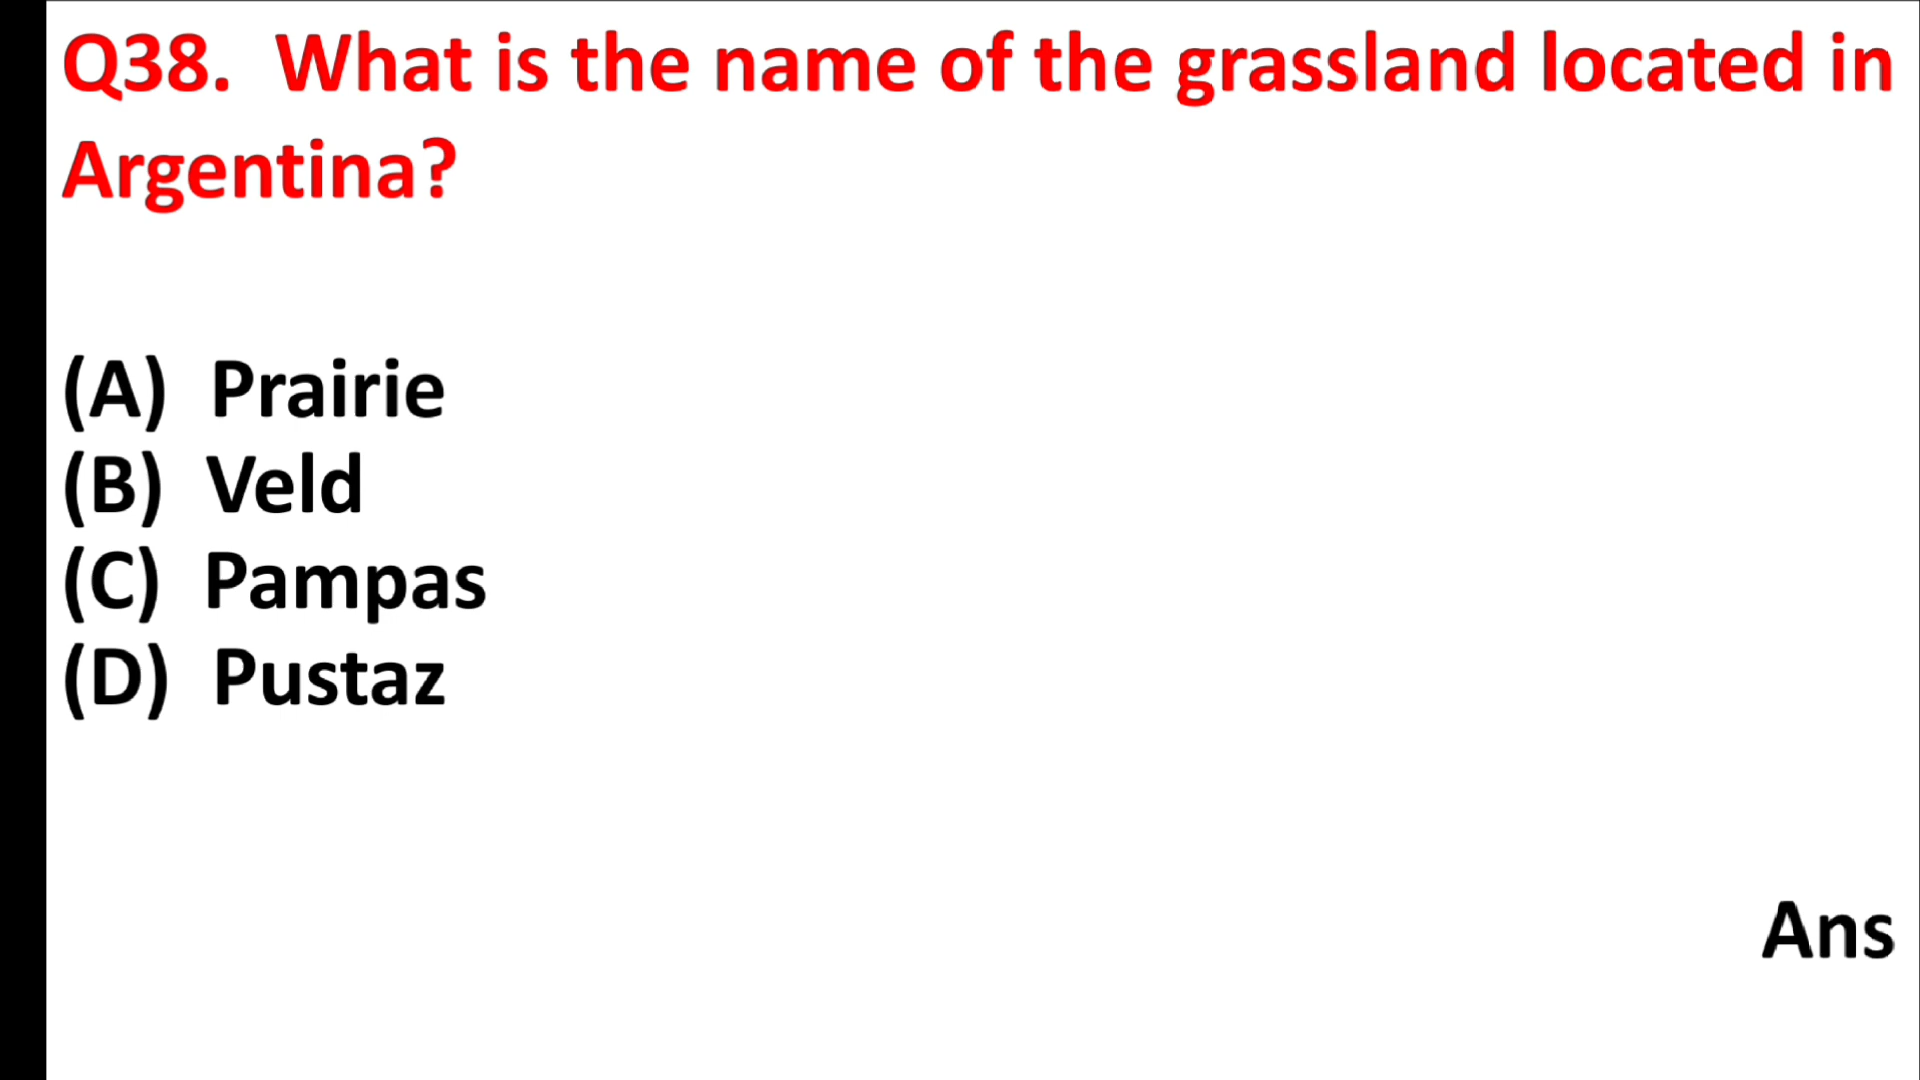 Q38. What is the name of the grassland located in
Argentina?
(A) Prairie
(B) Veld
(C) Pampas
(D) Pustaz
Ans